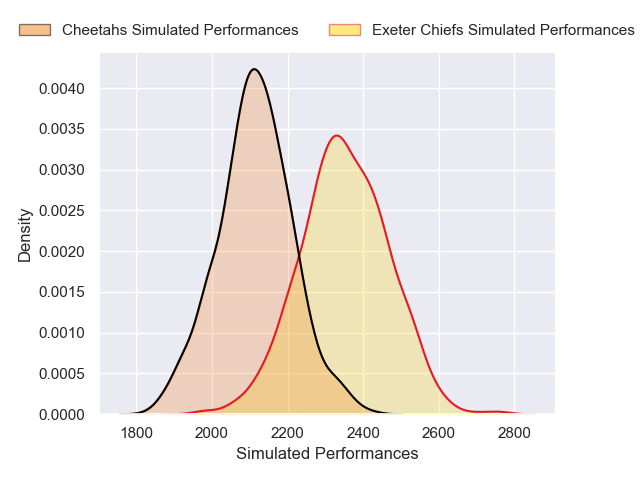 Cheetahs Simulated Performances Exeter Chiefs Simulated Performances
0.0040
0.0035
0.0030
0.0025
0.0020
0.0015
0.0010
0.0005
0.0000
Density
1800 2000 2200 2400 2600 2800
Simulated Performances